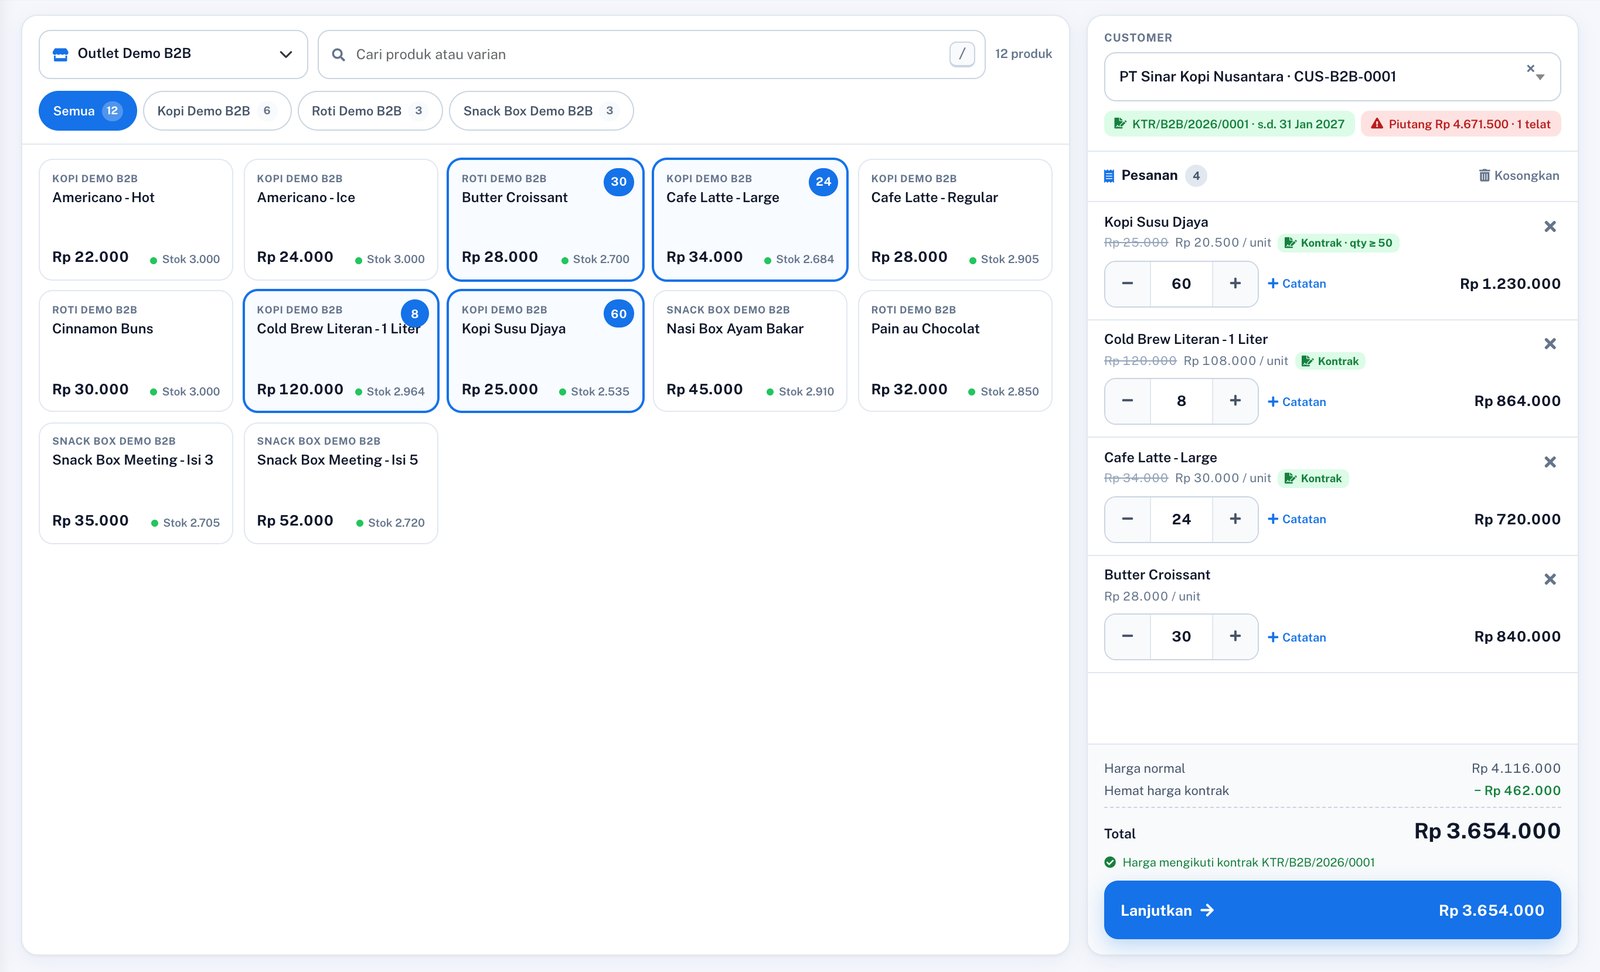 Outlet Demo B2B
Cari produk atau varian
/
12 produk
Semua 12
Kopi Demo B2B 6
Roti Demo B2B 3
Snack Box Demo B2B 3
KOPI DEMO B2B
Americano - Hot
Rp 22.000
Stok 3.000
KOPI DEMO B2B
Americano - Ice
Rp 24.000
Stok 3.000
ROTI DEMO B2B
30
Butter Croissant
Rp 28.000
Stok 2.700
KOPI DEMO B2B
24
Cafe Latte - Large
Rp 34.000
Stok 2.684
KOPI DEMO B2B
Cafe Latte - Regular
Rp 28.000
Stok 2.905
ROTI DEMO B2B
Cinnamon Buns
Rp 30.000
Stok 3.000
KOPI DEMO B2B
8
Cold Brew Literan - 1 Liter
Rp 120.000
Stok 2.964
KOPI DEMO B2B
60
Kopi Susu Djaya
Rp 25.000
Stok 2.535
SNACK BOX DEMO B2B
Nasi Box Ayam Bakar
Rp 45.000
Stok 2.910
ROTI DEMO B2B
Pain au Chocolat
Rp 32.000
Stok 2.850
SNACK BOX DEMO B2B
Snack Box Meeting - Isi 3
Rp 35.000
Stok 2.705
SNACK BOX DEMO B2B
Snack Box Meeting - Isi 5
Rp 52.000
Stok 2.720
CUSTOMER
PT Sinar Kopi Nusantara · CUS-B2B-0001
KTR/B2B/2026/0001 · s.d. 31 Jan 2027
Piutang Rp 4.671.500 · 1 telat
Pesanan 4
Kosongkan
Kopi Susu Djaya
Rp 25.000 Rp 20.500 / unit Kontrak · qty ≥ 50
− 60 + + Catatan Rp 1.230.000
Cold Brew Literan - 1 Liter
Rp 120.000 Rp 108.000 / unit Kontrak
− 8 + + Catatan Rp 864.000
Cafe Latte - Large
Rp 34.000 Rp 30.000 / unit Kontrak
− 24 + + Catatan Rp 720.000
Butter Croissant
Rp 28.000 / unit
− 30 + + Catatan Rp 840.000
Harga normal Rp 4.116.000
Hemat harga kontrak − Rp 462.000
Total Rp 3.654.000
Harga mengikuti kontrak KTR/B2B/2026/0001
Lanjutkan → Rp 3.654.000